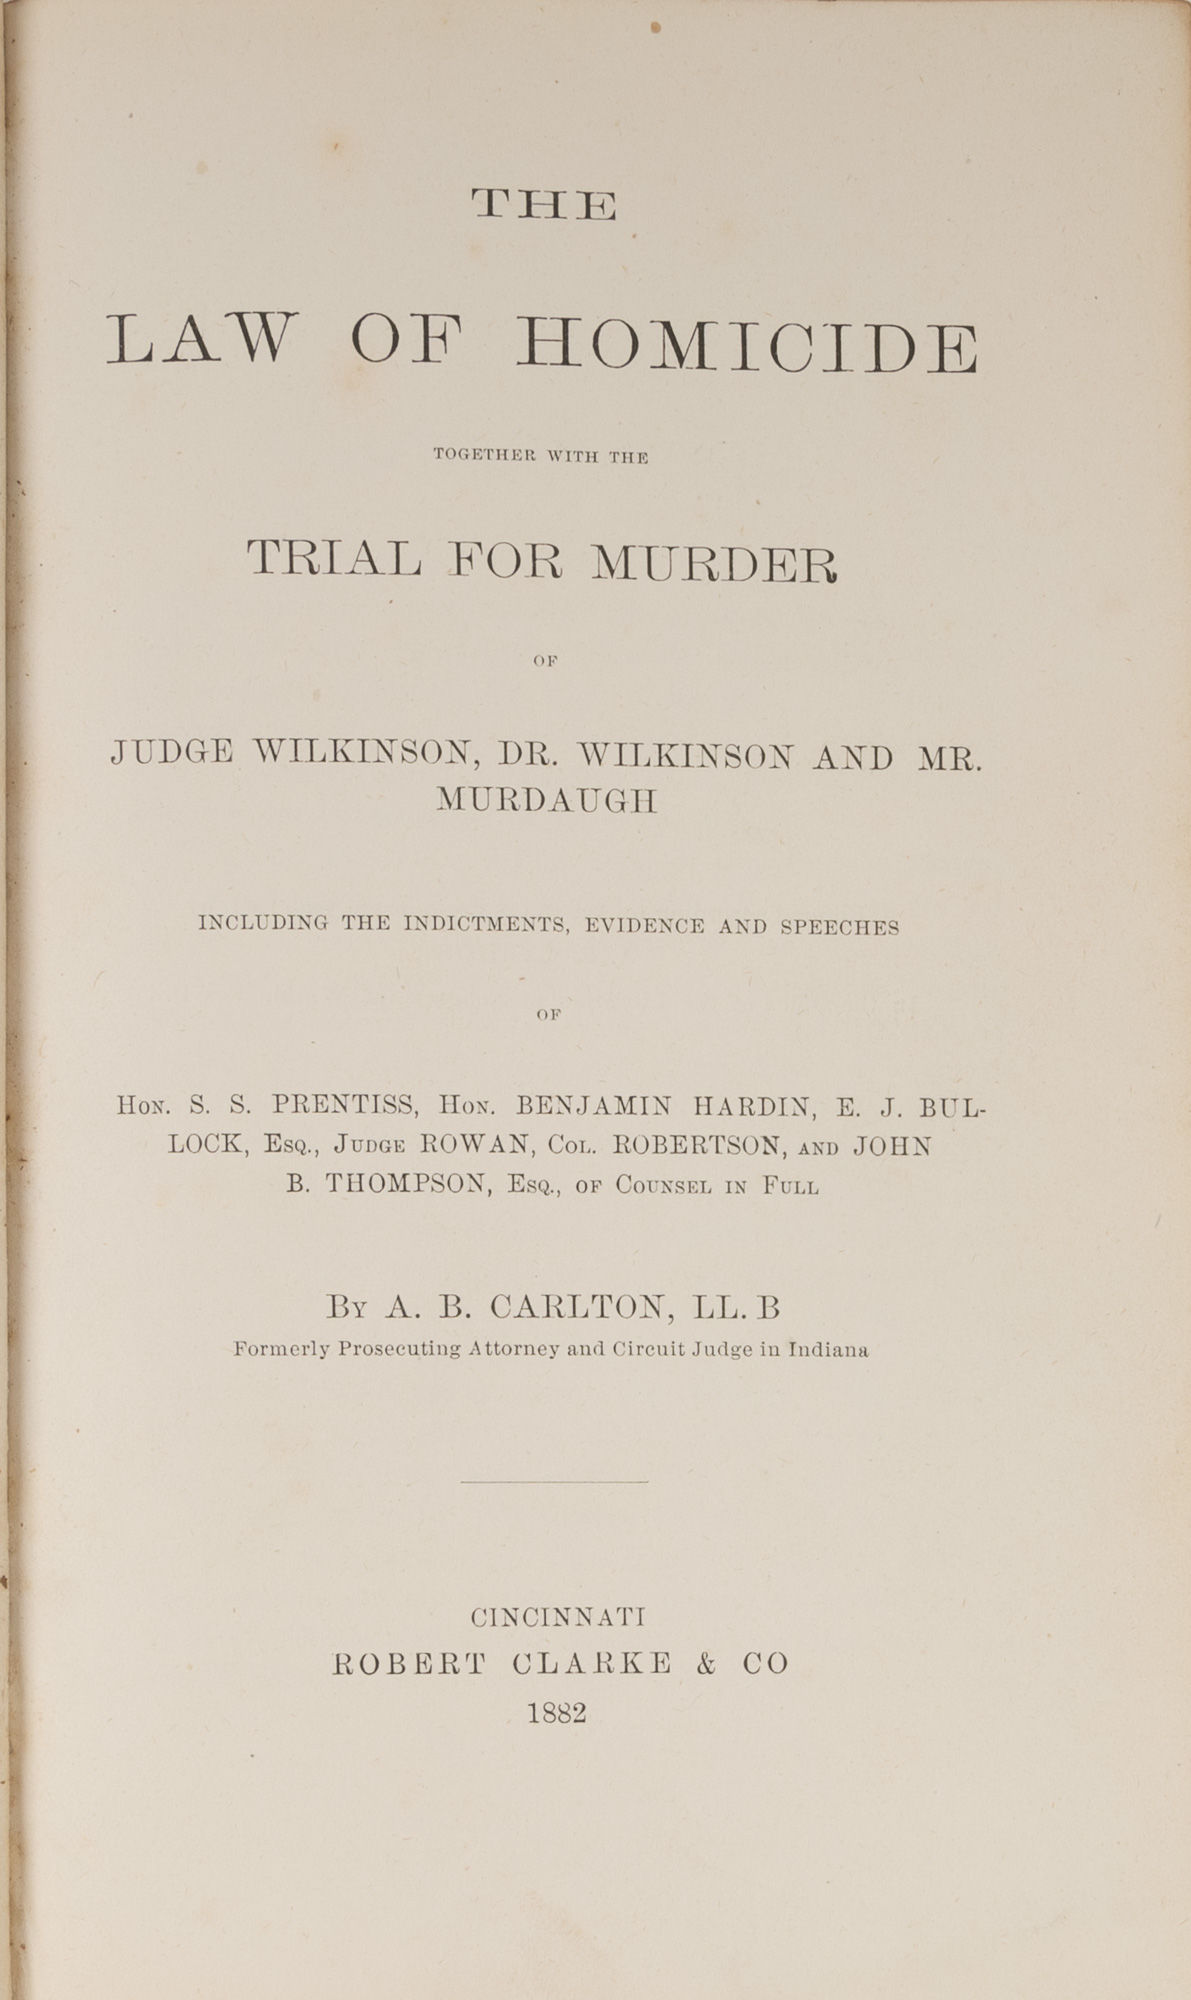 THE
LAW OF HOMICIDE
TOGETHER WITH THE
TRIAL FOR MURDER
OF
JUDGE WILKINSON, DR. WILKINSON AND MR.
MURDAUGH
INCLUDING THE INDICTMENTS, EVIDENCE AND SPEECHES
OF
Hon. S. S. PRENTISS, Hon. BENJAMIN HARDIN, E. J. BUL-
LOCK, Esq., Judge ROWAN, Col. ROBERTSON, and JOHN
B. THOMPSON, Esq., of Counsel in Full
By A. B. CARLTON, LL. B
Formerly Prosecuting Attorney and Circuit Judge in Indiana
CINCINNATI
ROBERT CLARKE & CO
1882